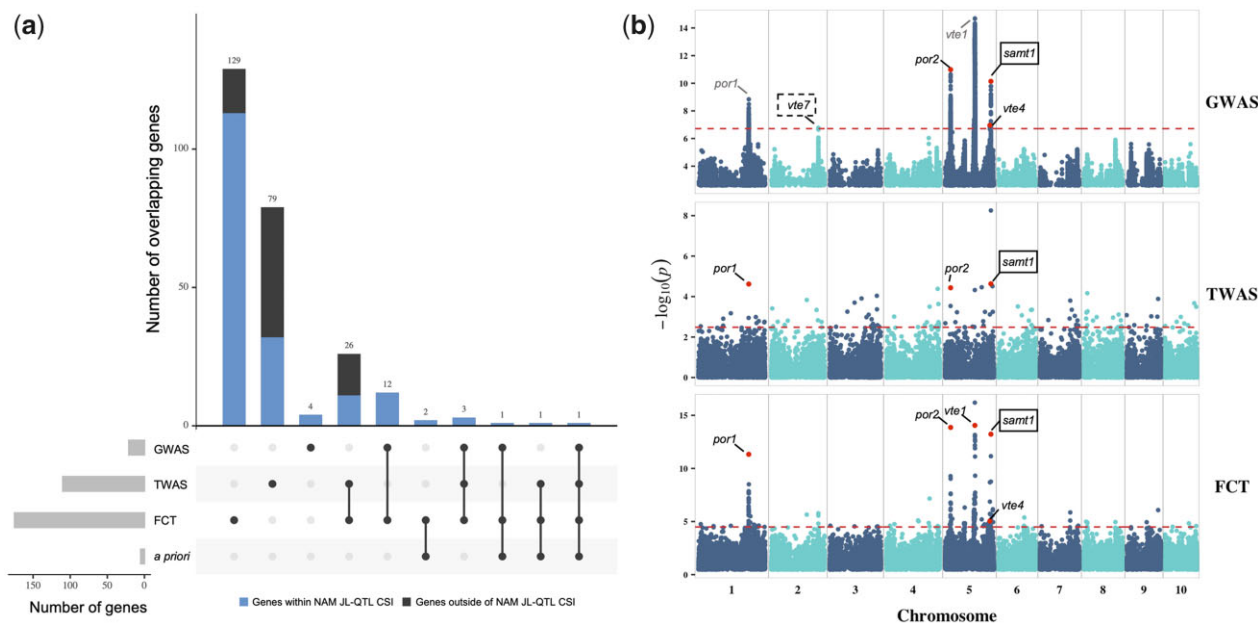 (a)
Number of overlapping genes
100
50
0
129
79
4
26
12
2
3
1
1
1
GWAS
TWAS
FCT
a priori
150 100 50 0
Number of genes
Genes within NAM JL-QTL CSI Genes outside of NAM JL-QTL CSI
(b)
−log10(p)
14
12
10
8
6
4
por1
vte7
por2
vte1
samt1
vte4
GWAS
8
6
4
2
0
por1
por2
samt1
TWAS
15
10
5
0
por1
por2
vte1
samt1
vte4
FCT
1 2 3 4 5 6 7 8 9 10
Chromosome